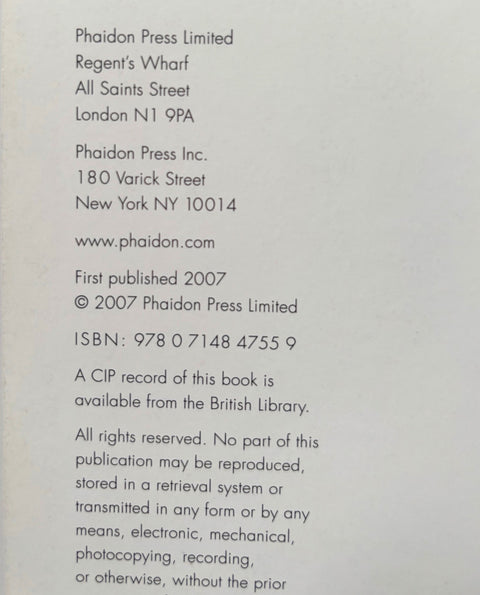 Phaidon Press Limited
Regent's Wharf
All Saints Street
London N1 9PA
Phaidon Press Inc.
180 Varick Street
New York NY 10014
www.phaidon.com
First published 2007
© 2007 Phaidon Press Limited
ISBN: 978 0 7148 4755 9
A CIP record of this book is
available from the British Library.
All rights reserved. No part of this
publication may be reproduced,
stored in a retrieval system or
transmitted in any form or by any
means, electronic, mechanical,
photocopying, recording,
or otherwise, without the prior